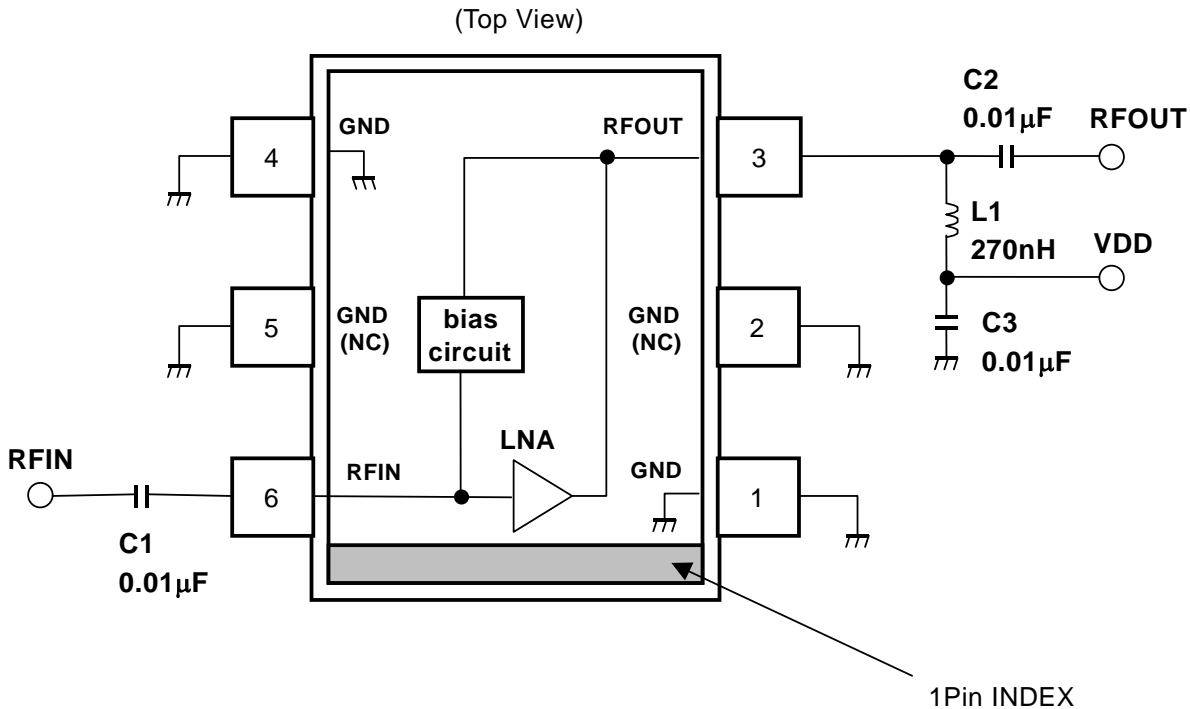 (Top View)
C2
0.01μF
RFOUT
GND
RFOUT
4
3
L1
270nH
VDD
5
GND
(NC)
bias
circuit
GND
(NC)
2
C3
0.01μF
LNA
RFIN
RFIN
GND
6
1
C1
0.01μF
1Pin INDEX